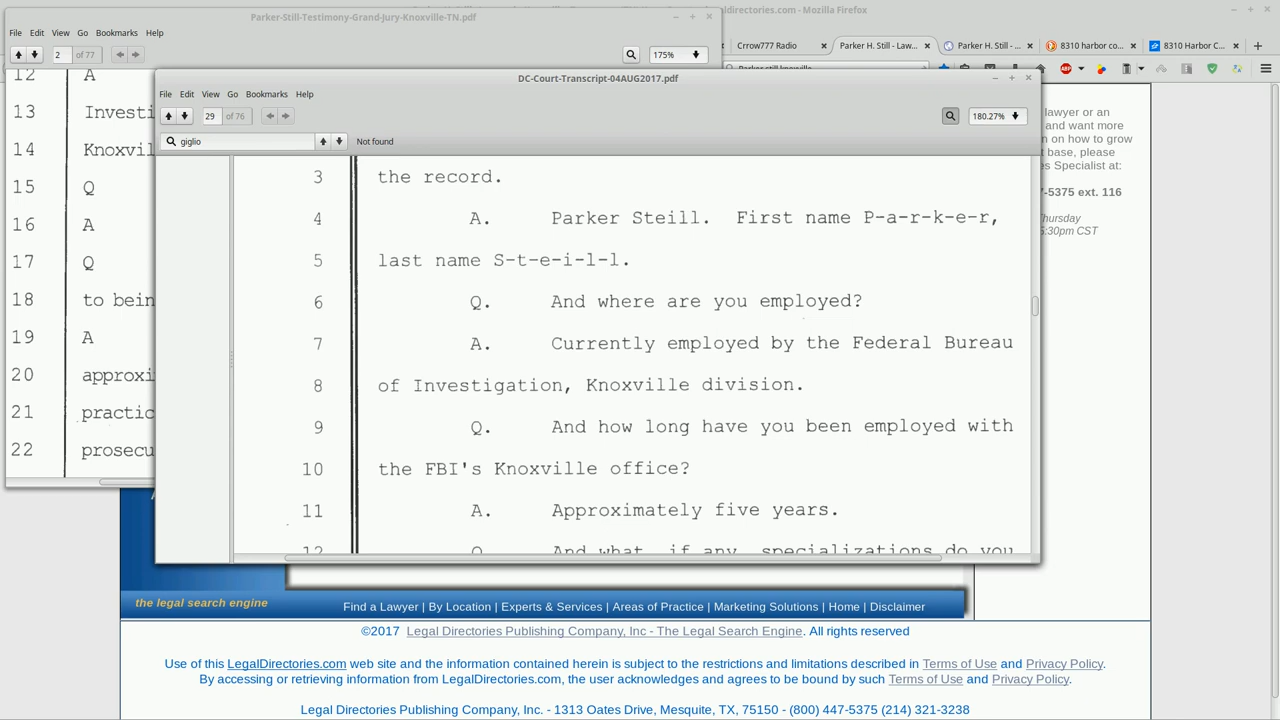 Parker-Still-Testimony-Grand-Jury-Knoxville-TN.pdf
ldirectories.com - Mozilla Firefox
File Edit View Go Bookmarks Help
Crrow777 Radio
Parker H. Still - Law...
Parker H. Still - ...
8310 harbor co...
8310 Harbor C...
2 of 77
175%
12 A
13 Investi
14 Knoxvil
15 Q
16 A
17 Q
18 to bein
19 A
20 approxi
21 practic
22 prosecu
DC-Court-Transcript-04AUG2017.pdf
File Edit View Go Bookmarks Help
29 of 76
180.27%
giglio
Not found
3 the record.
4 A. Parker Steill. First name P-a-r-k-e-r,
5 last name S-t-e-i-l-l.
6 Q. And where are you employed?
7 A. Currently employed by the Federal Bureau
8 of Investigation, Knoxville division.
9 Q. And how long have you been employed with
10 the FBI's Knoxville office?
11 A. Approximately five years.
12 Q. And what, if any, specializations do you
lawyer or an
and want more
n on how to grow
t base, please
es Specialist at:
7-5375 ext. 116
Thursday
5:30pm CST
the legal search engine
Find a Lawyer | By Location | Experts & Services | Areas of Practice | Marketing Solutions | Home | Disclaimer
©2017 Legal Directories Publishing Company, Inc - The Legal Search Engine. All rights reserved
Use of this LegalDirectories.com web site and the information contained herein is subject to the restrictions and limitations described in Terms of Use and Privacy Policy.
By accessing or retrieving information from LegalDirectories.com, the user acknowledges and agrees to be bound by such Terms of Use and Privacy Policy.
Legal Directories Publishing Company, Inc. - 1313 Oates Drive, Mesquite, TX, 75150 - (800) 447-5375 (214) 321-3238